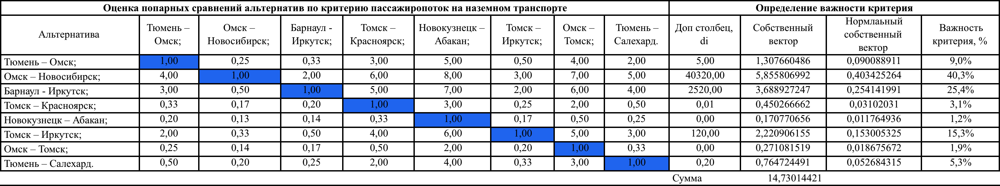 Оценка попарных сравнений альтернатив по критерию пассажиропоток на наземном транспорте Определение важности критерия
Альтернатива Тюмень – Омск; Омск – Новосибирск; Барнаул - Иркутск; Томск – Красноярск; Новокузнецк – Абакан; Томск – Иркутск; Омск – Томск; Тюмень – Салехард. Доп столбец, di Собственный вектор Нормлаьный собственный вектор Важность критерия, %
Тюмень – Омск; 1,00 0,25 0,33 3,00 5,00 0,50 4,00 2,00 5,00 1,307660486 0,090088911 9,0%
Омск – Новосибирск; 4,00 1,00 2,00 6,00 8,00 3,00 7,00 5,00 40320,00 5,855806992 0,403425264 40,3%
Барнаул - Иркутск; 3,00 0,50 1,00 5,00 7,00 2,00 6,00 4,00 2520,00 3,688927247 0,254141991 25,4%
Томск – Красноярск; 0,33 0,17 0,20 1,00 3,00 0,25 2,00 0,50 0,01 0,450266662 0,03102031 3,1%
Новокузнецк – Абакан; 0,20 0,13 0,14 0,33 1,00 0,17 0,50 0,25 0,00 0,170770656 0,011764936 1,2%
Томск – Иркутск; 2,00 0,33 0,50 4,00 6,00 1,00 5,00 3,00 120,00 2,220906155 0,153005325 15,3%
Омск – Томск; 0,25 0,14 0,17 0,50 2,00 0,20 1,00 0,33 0,00 0,271081519 0,018675672 1,9%
Тюмень – Салехард. 0,50 0,20 0,25 2,00 4,00 0,33 3,00 1,00 0,20 0,764724491 0,052684315 5,3%
Сумма 14,73014421